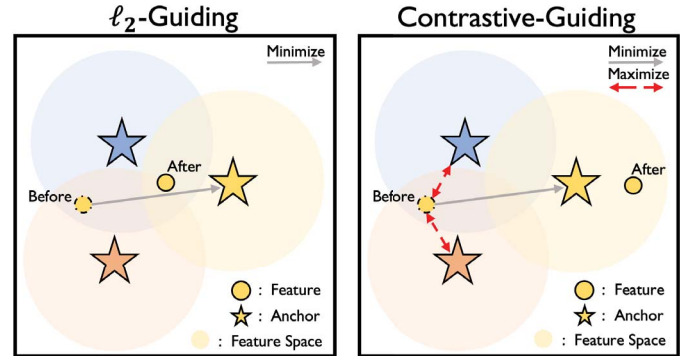 ℓ₂-Guiding
Minimize
After
Before
: Feature
: Anchor
: Feature Space
Contrastive-Guiding
Minimize
Maximize
After
Before
: Feature
: Anchor
: Feature Space